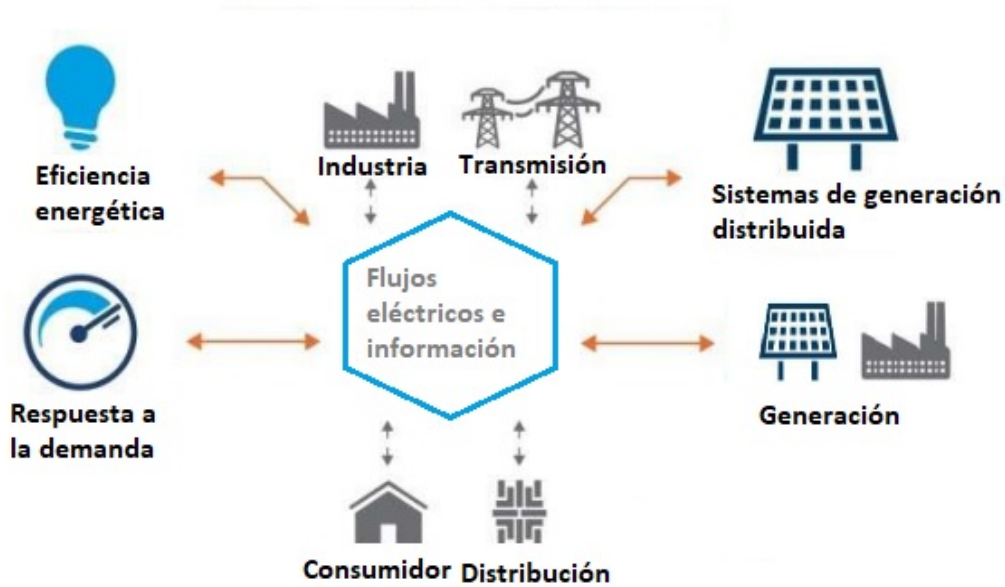 Industria
Transmisión
Eficiencia
energética
Sistemas de generación
distribuida
Flujos
eléctricos e
información
Respuesta a
la demanda
Generación
Consumidor
Distribución